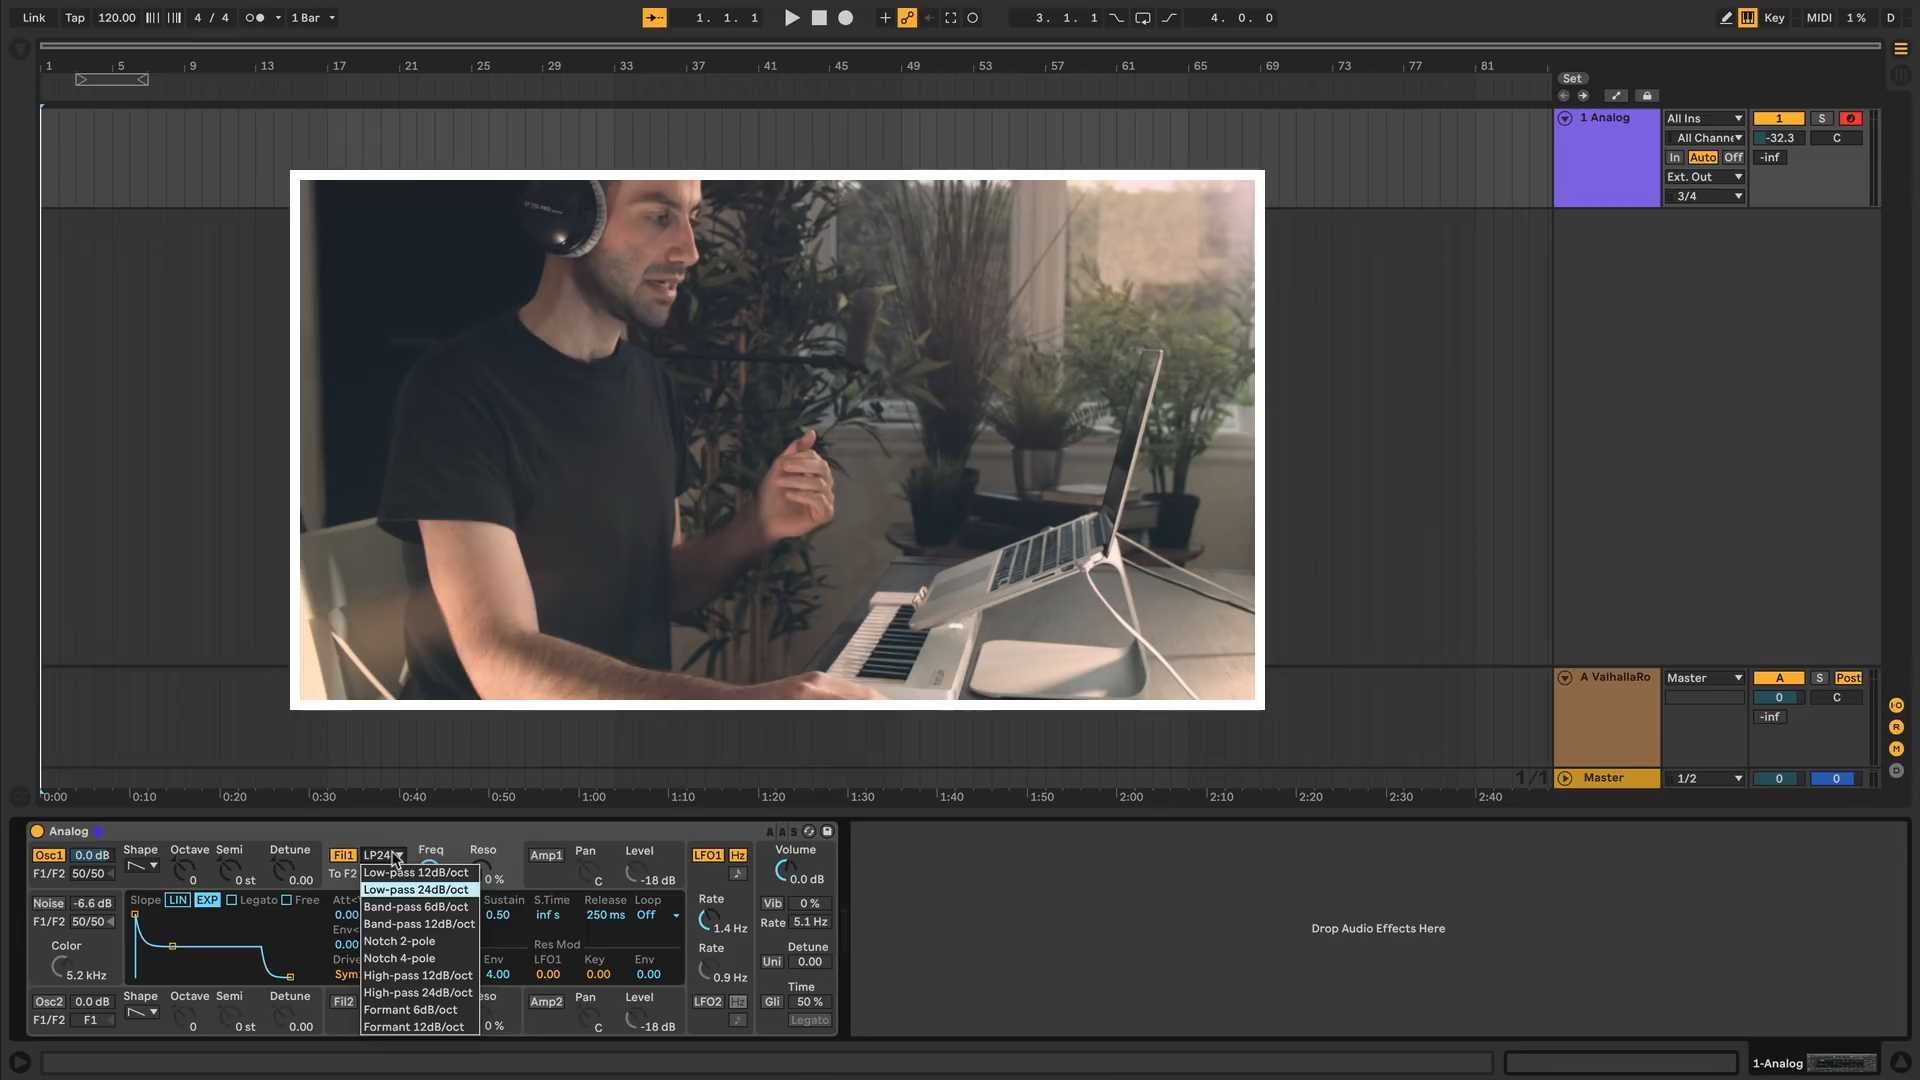 Link Tap 120.00 4 / 4 1 Bar 1. 1. 1 3. 1. 1 4. 0. 0 Key MIDI 1 % D
1 5 9 13 17 21 25 29 33 37 41 45 49 53 57 61 65 69 73 77 81
Set
1 Analog All Ins 1 S
All Channe -32.3 C
In Auto Off -inf
Ext. Out
3/4
A ValhallaRo Master A S Post
0 C
-inf
1/1 Master 1/2 0 0
0:00 0:10 0:20 0:30 0:40 0:50 1:00 1:10 1:20 1:30 1:40 1:50 2:00 2:10 2:20 2:30 2:40
Analog A A S
Osc1 0.0 dB Shape Octave Semi Detune Fil1 LP24 Freq Reso Amp1 Pan Level LFO1 Hz Volume
F1/F2 50/50 0 0 st 0.00 To F2 0 % C -18 dB 0.0 dB
Low-pass 12dB/oct
Low-pass 24dB/oct
Band-pass 6dB/oct
Band-pass 12dB/oct
Notch 2-pole
Notch 4-pole
High-pass 12dB/oct
High-pass 24dB/oct
Formant 6dB/oct
Formant 12dB/oct
Noise -6.6 dB Slope LIN EXP Legato Free Att< Sustain S.Time Release Loop Rate Vib 0 %
F1/F2 50/50 0.00 0.50 inf s 250 ms Off 1.4 Hz Rate 5.1 Hz
Color Env< Res Mod Rate Detune
5.2 kHz 0.00 0.9 Hz Uni 0.00
Drive Env LFO1 Key Env
Sym 4.00 0.00 0.00 0.00
Osc2 0.0 dB Shape Octave Semi Detune Fil2 eso Amp2 Pan Level LFO2 Hz Time
Gli 50 %
F1/F2 F1 0 0 st 0.00 0 % C -18 dB Legato
Drop Audio Effects Here
1-Analog
I·O
R
M
D